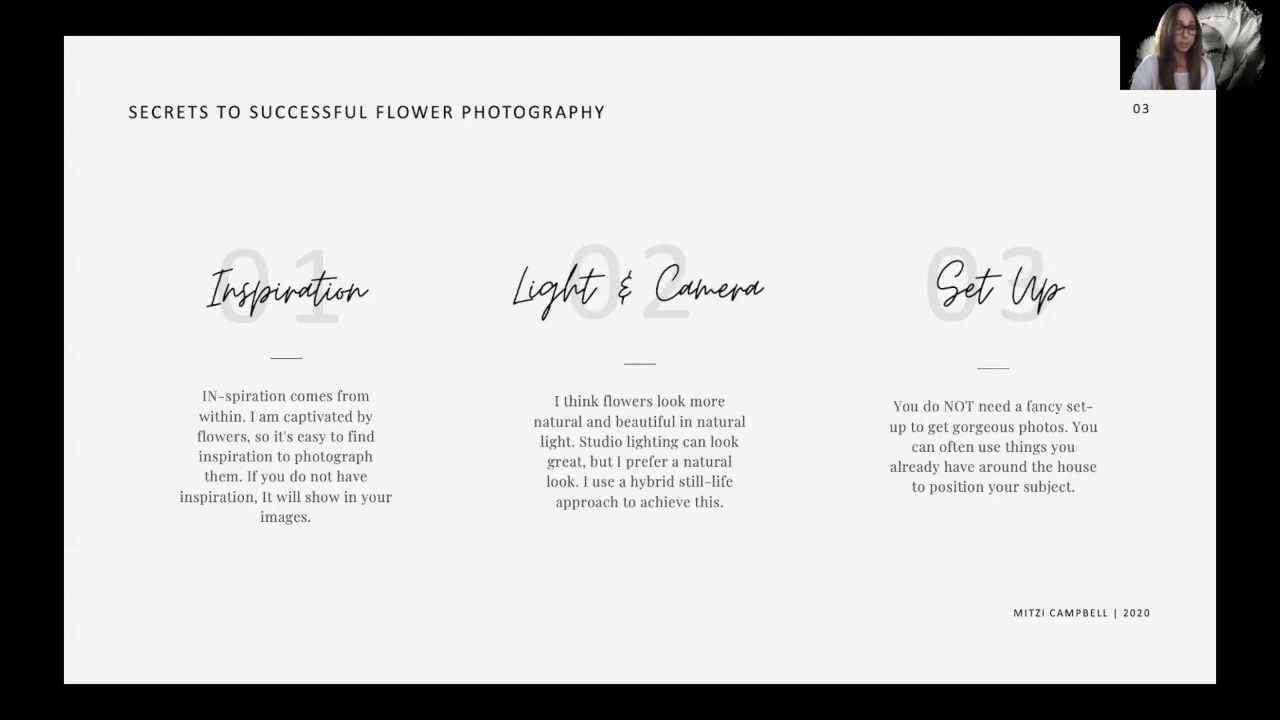 SECRETS TO SUCCESSFUL FLOWER PHOTOGRAPHY
03
01
Inspiration
IN-spiration comes from
within. I am captivated by
flowers, so it's easy to find
inspiration to photograph
them. If you do not have
inspiration, It will show in your
images.
02
Light & Camera
I think flowers look more
natural and beautiful in natural
light. Studio lighting can look
great, but I prefer a natural
look. I use a hybrid still-life
approach to achieve this.
03
Set Up
You do NOT need a fancy set-
up to get gorgeous photos. You
can often use things you
already have around the house
to position your subject.
MITZI CAMPBELL | 2020